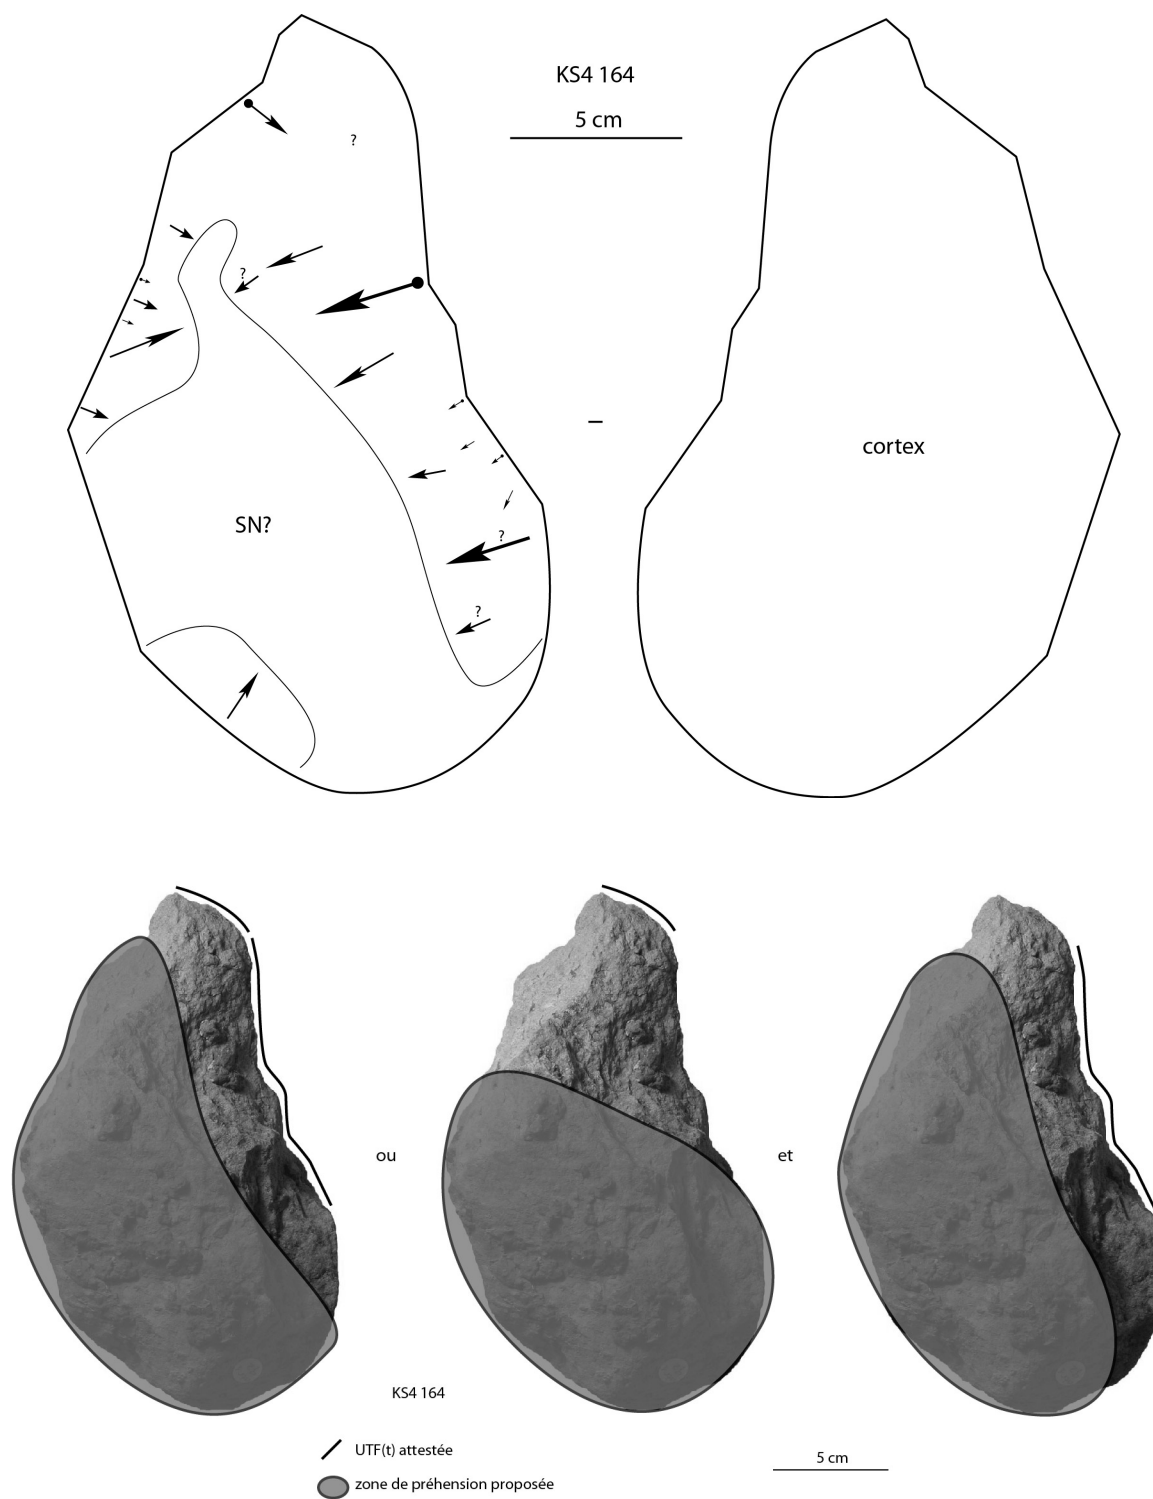 KS4 164
5 cm
?
?
cortex
SN?
?
?
ou
et
KS4 164
UTF(t) attestée
5 cm
zone de préhension proposée